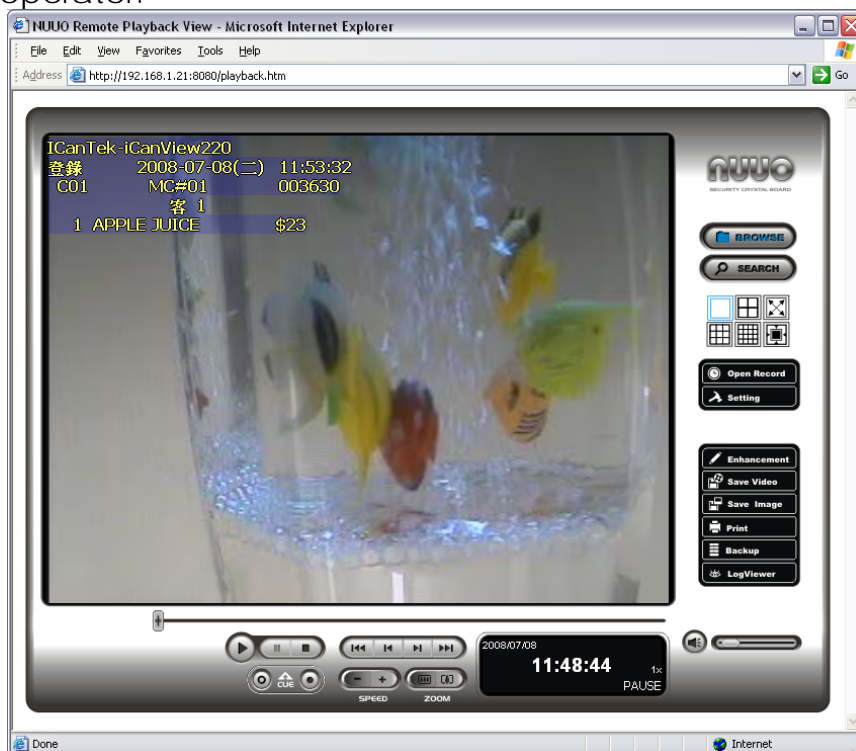 operation
NUUO Remote Playback View - Microsoft Internet Explorer
File Edit View Favorites Tools Help
Address http://192.168.1.21:8080/playback.htm Go
ICanTek-iCanView220
登錄 2008-07-08(二) 11:53:32
C01 MC#01 003630
客 1
1 APPLE JUICE $23
NUUO
SECURITY CRYSTAL BOARD
BROWSE
SEARCH
Open Record
Setting
Enhancement
Save Video
Save Image
Print
Backup
LogViewer
2008/07/08
11:48:44
1x
PAUSE
CUE
SPEED
ZOOM
Done Internet